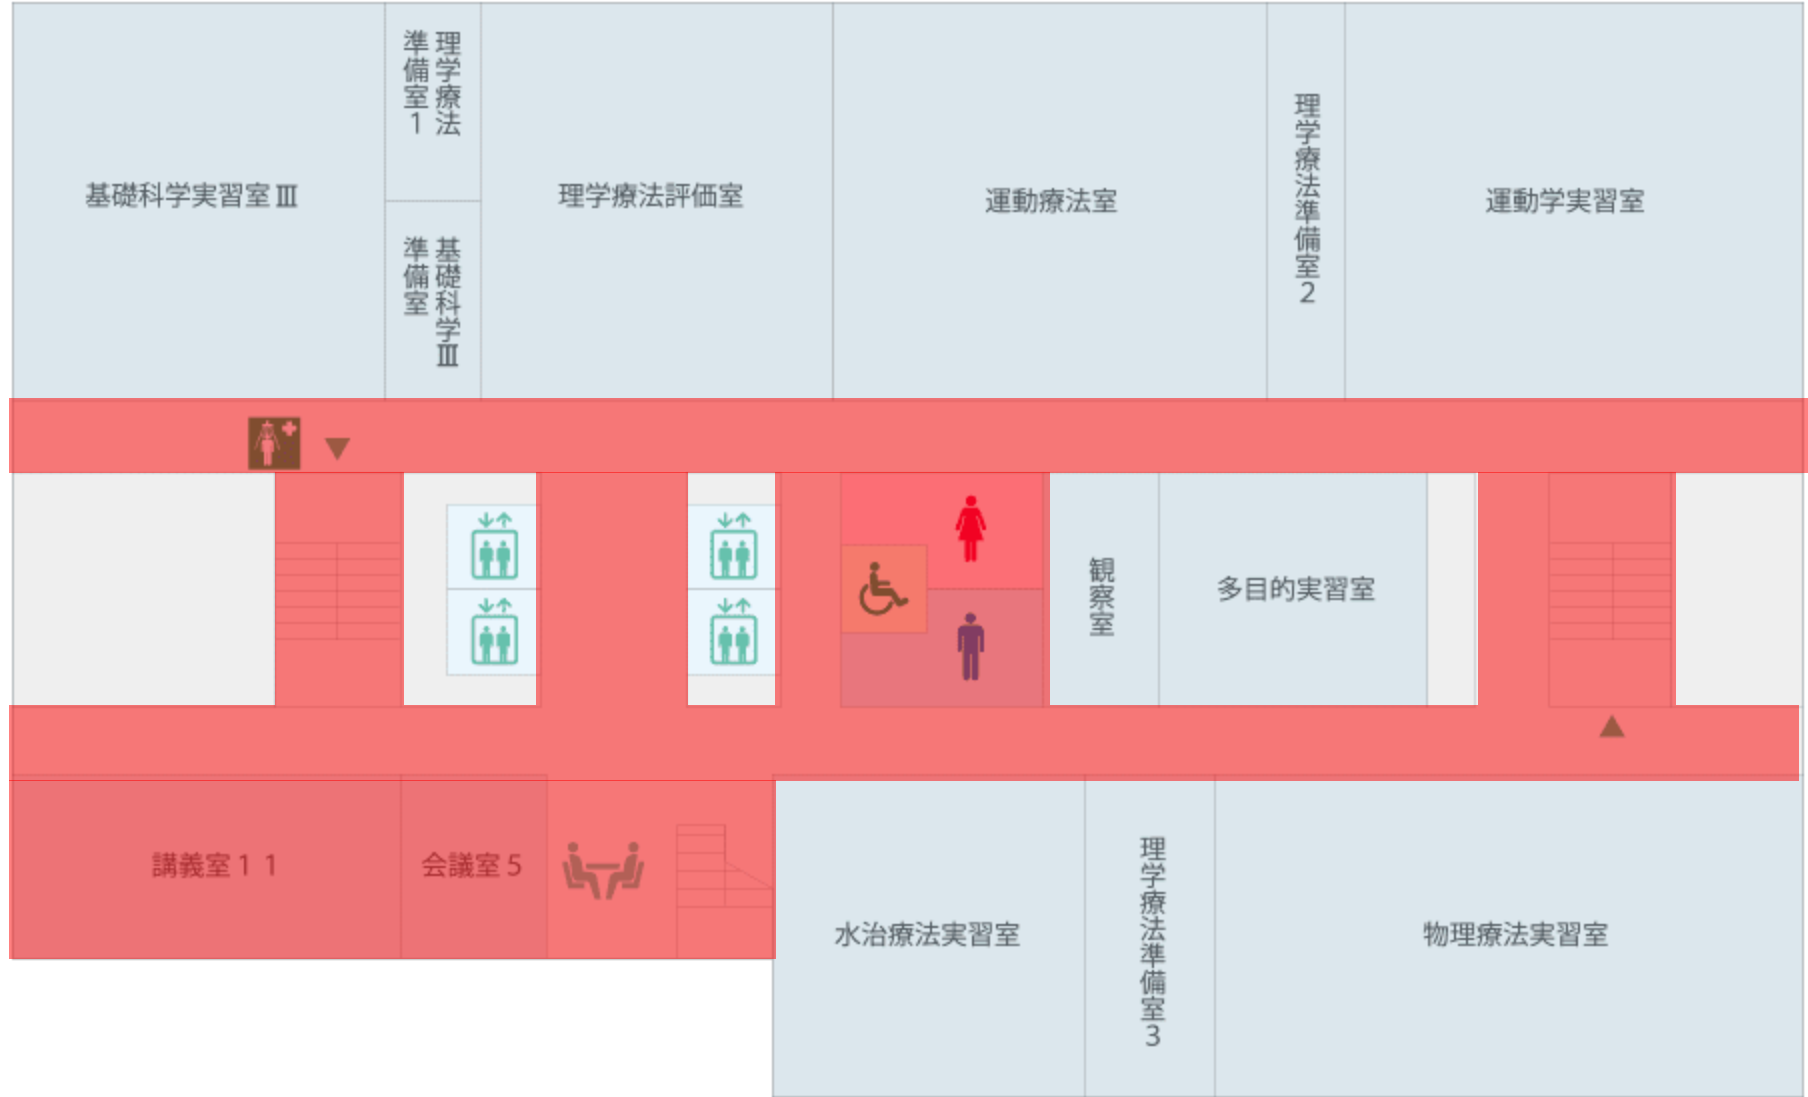 基礎科学実習室Ⅲ
理学療法
準備室1
基礎科学Ⅲ
準備室
理学療法評価室
運動療法室
理学療法準備室2
運動学実習室
観察室
多目的実習室
講義室11
会議室5
水治療法実習室
理学療法準備室3
物理療法実習室